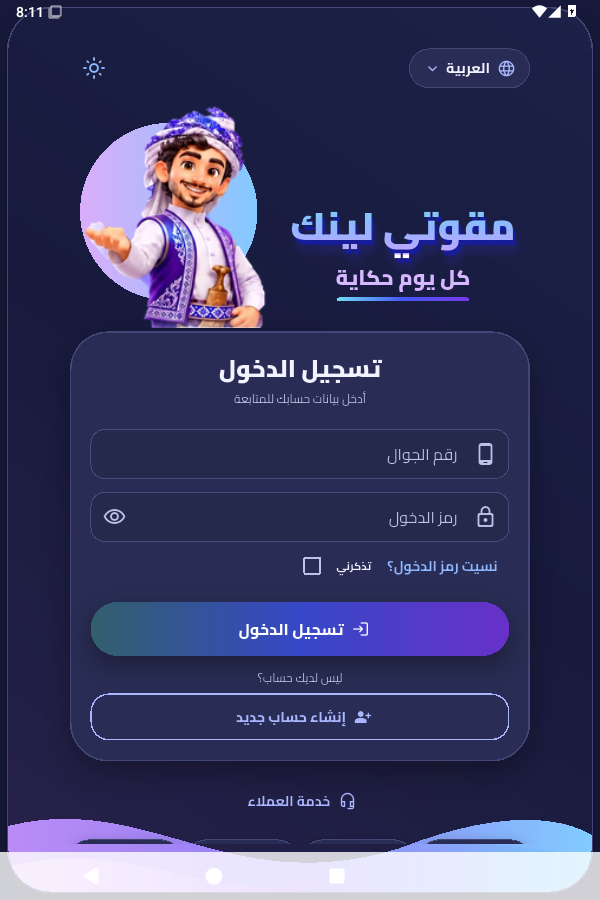 8:11
العربية
مقوتي لينك
كل يوم حكاية
تسجيل الدخول
أدخل بيانات حسابك للمتابعة
رقم الجوال
رمز الدخول
نسيت رمز الدخول؟ تذكرني
تسجيل الدخول
ليس لديك حساب؟
إنشاء حساب جديد
خدمة العملاء